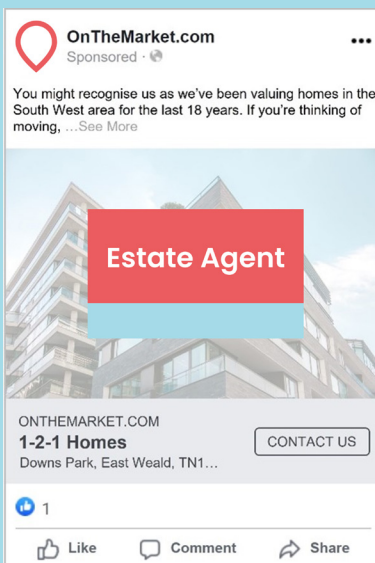 OnTheMarket.com
Sponsored ·
You might recognise us as we've been valuing homes in the
South West area for the last 18 years. If you're thinking of
moving, ...See More
Estate Agent
ONTHEMARKET.COM
1-2-1 Homes
CONTACT US
Downs Park, East Weald, TN1...
1
Like Comment Share